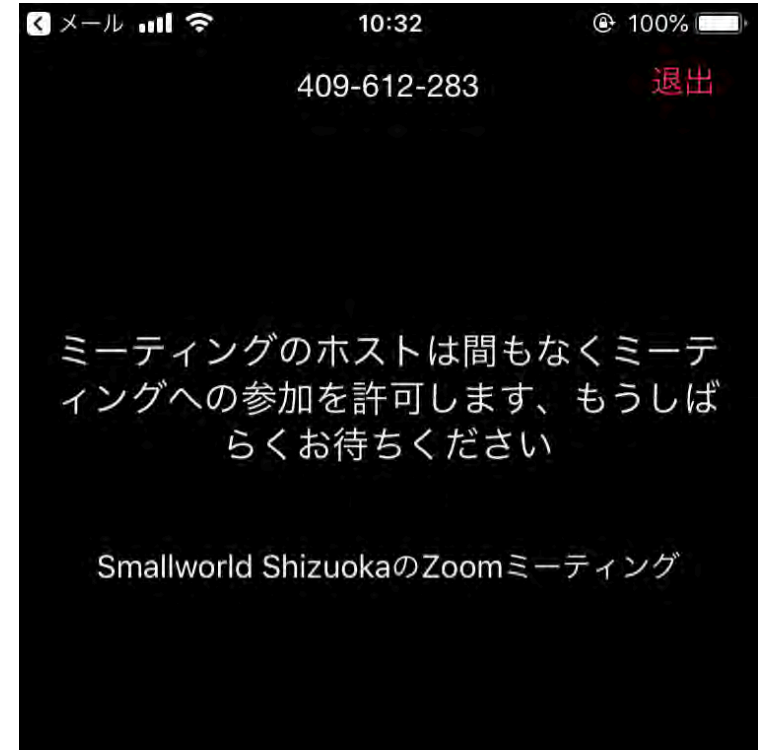 メール 10:32 100%
409-612-283 退出
ミーティングのホストは間もなくミーテ
ィングへの参加を許可します、もうしば
らくお待ちください
Smallworld ShizuokaのZoomミーティング